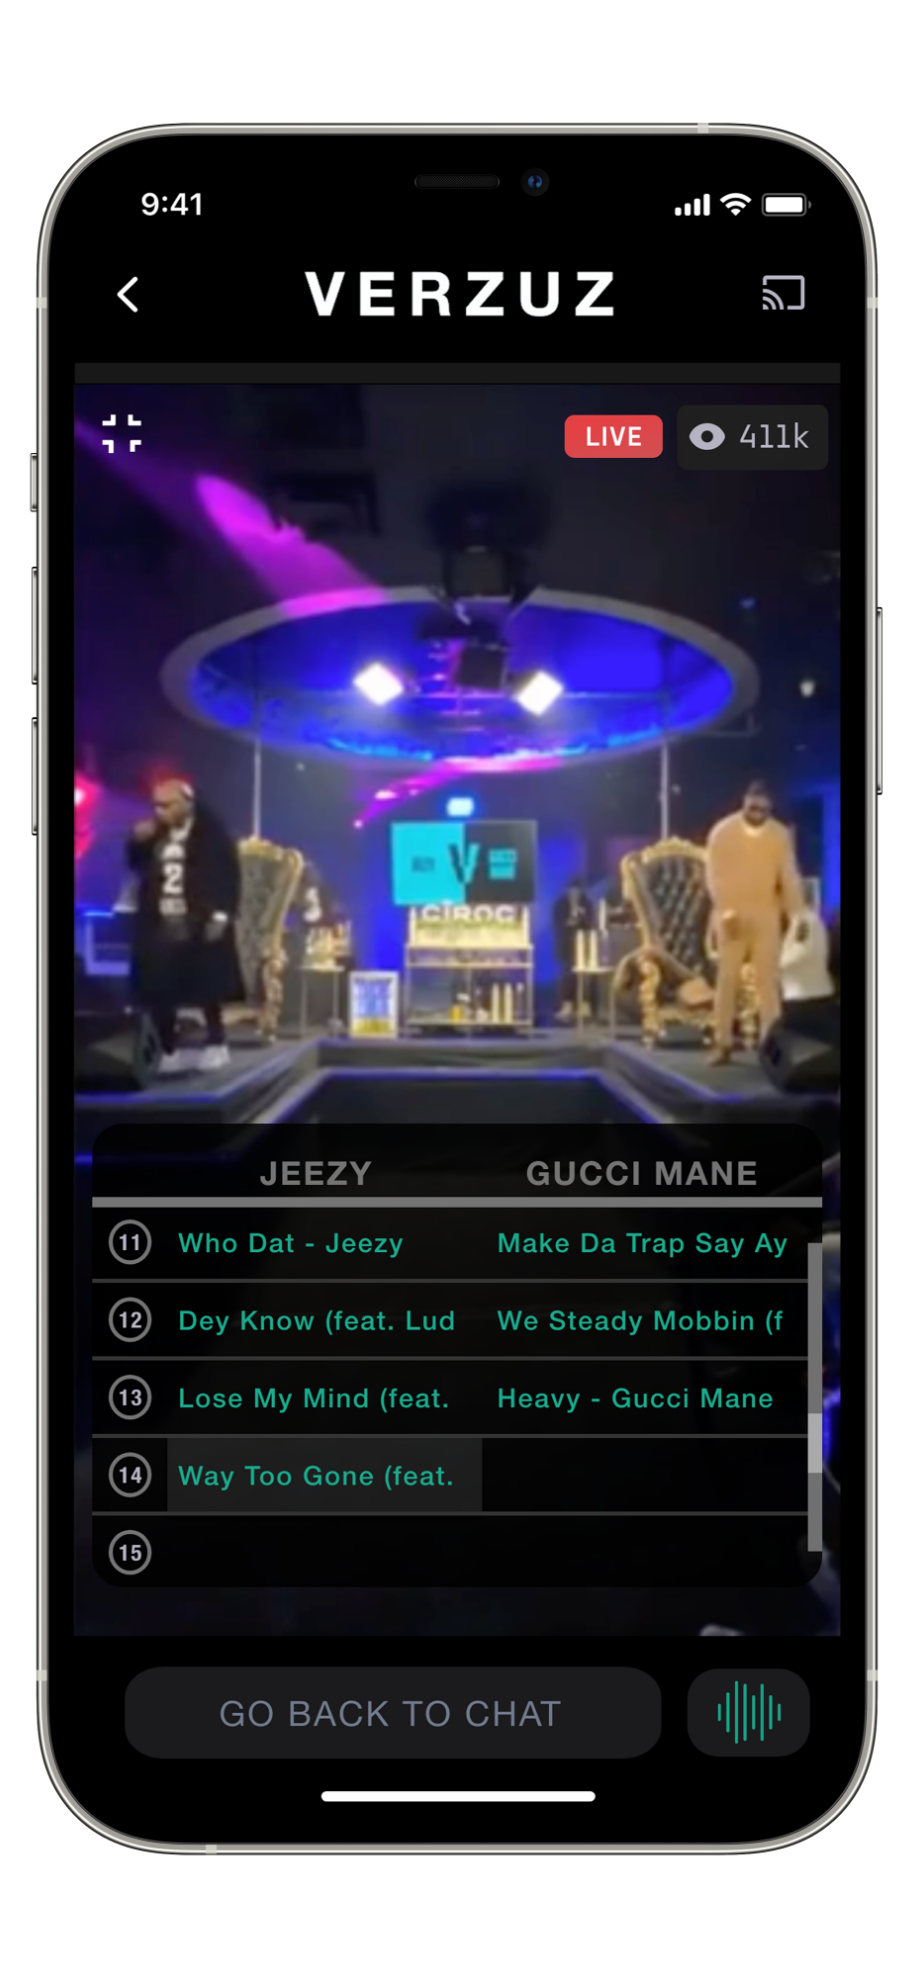 9:41
VERZUZ
LIVE
411k
V
CÎROC
JEEZY GUCCI MANE
11 Who Dat - Jeezy Make Da Trap Say Ay
12 Dey Know (feat. Lud We Steady Mobbin (f
13 Lose My Mind (feat. Heavy - Gucci Mane
14 Way Too Gone (feat.
15
GO BACK TO CHAT